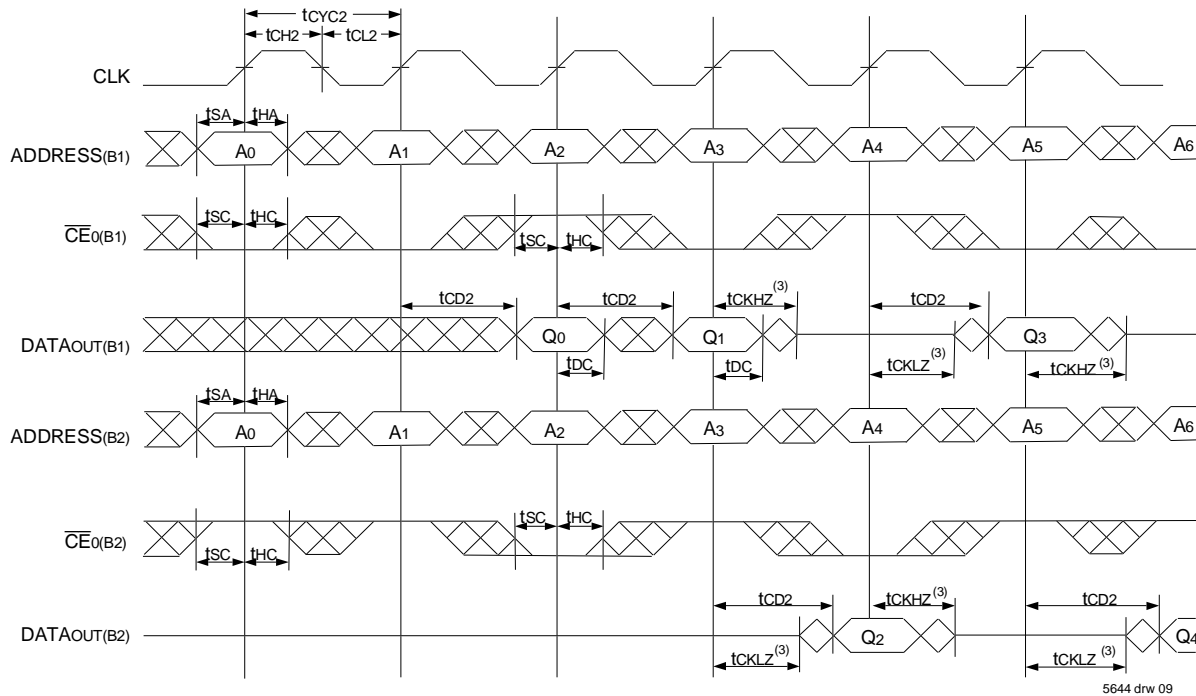 tCYC2
tCH2 tCL2
CLK
tSA tHA
ADDRESS(B1) A0 A1 A2 A3 A4 A5 A6
tSC tHC
CE0(B1)
tSC tHC
tCD2 tCD2 tCKHZ(3) tCD2
DATAOUT(B1) Q0 Q1 Q3
tDC tDC tCKLZ(3) tCKHZ(3)
tSA tHA
ADDRESS(B2) A0 A1 A2 A3 A4 A5 A6
tSC tHC
CE0(B2)
tSC tHC
tCD2 tCKHZ(3) tCD2
DATAOUT(B2) Q2 Q4
tCKLZ(3) tCKLZ(3)
5644 drw 09